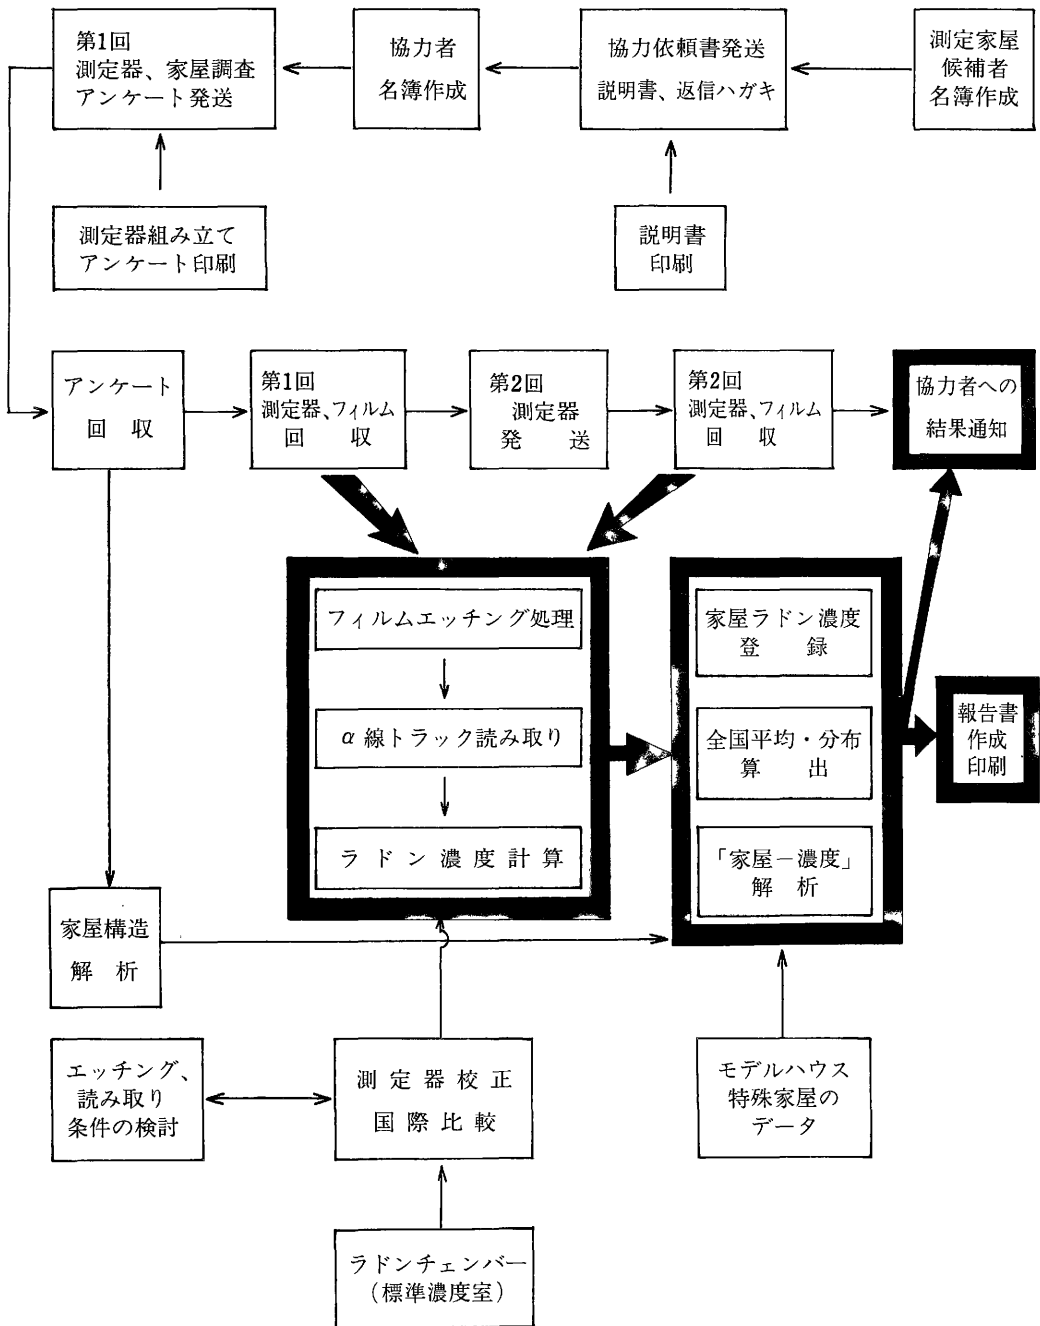 第1回
測定器、家屋調査
アンケート発送
協力者
名簿作成
協力依頼書発送
説明書、返信ハガキ
測定家屋
候補者
名簿作成
測定器組み立て
アンケート印刷
説明書
印刷
アンケート
回 収
第1回
測定器、フィルム
回 収
第2回
測定器
発 送
第2回
測定器、フィルム
回 収
協力者への
結果通知
フィルムエッチング処理
α線トラック読み取り
ラドン濃度計算
家屋ラドン濃度
登 録
全国平均・分布
算 出
「家屋−濃度」
解 析
報告書
作成
印刷
家屋構造
解 析
エッチング、
読み取り
条件の検討
測定器校正
国際比較
モデルハウス
特殊家屋の
データ
ラドンチェンバー
（標準濃度室）